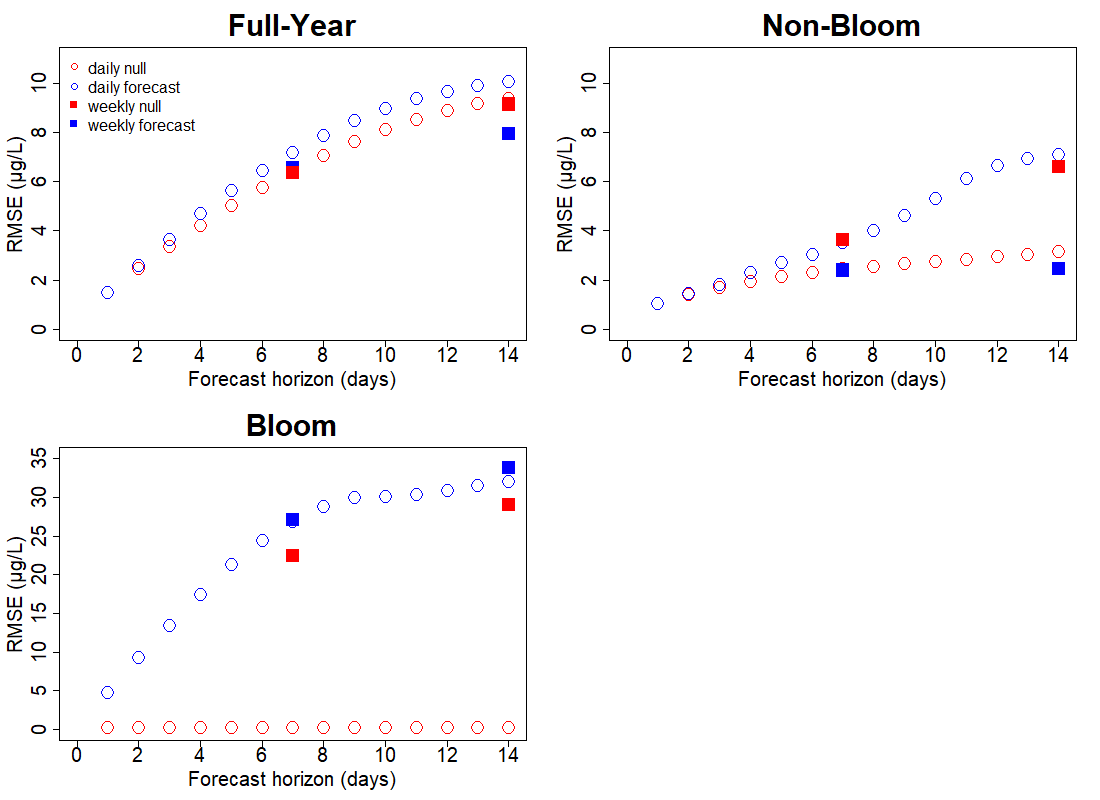 Full-Year
daily null
daily forecast
weekly null
weekly forecast
RMSE (µg/L)
0
2
4
6
8
10
0 2 4 6 8 10 12 14
Forecast horizon (days)
Non-Bloom
RMSE (µg/L)
0
2
4
6
8
10
0 2 4 6 8 10 12 14
Forecast horizon (days)
Bloom
RMSE (µg/L)
0
5
10
15
20
25
30
35
0 2 4 6 8 10 12 14
Forecast horizon (days)